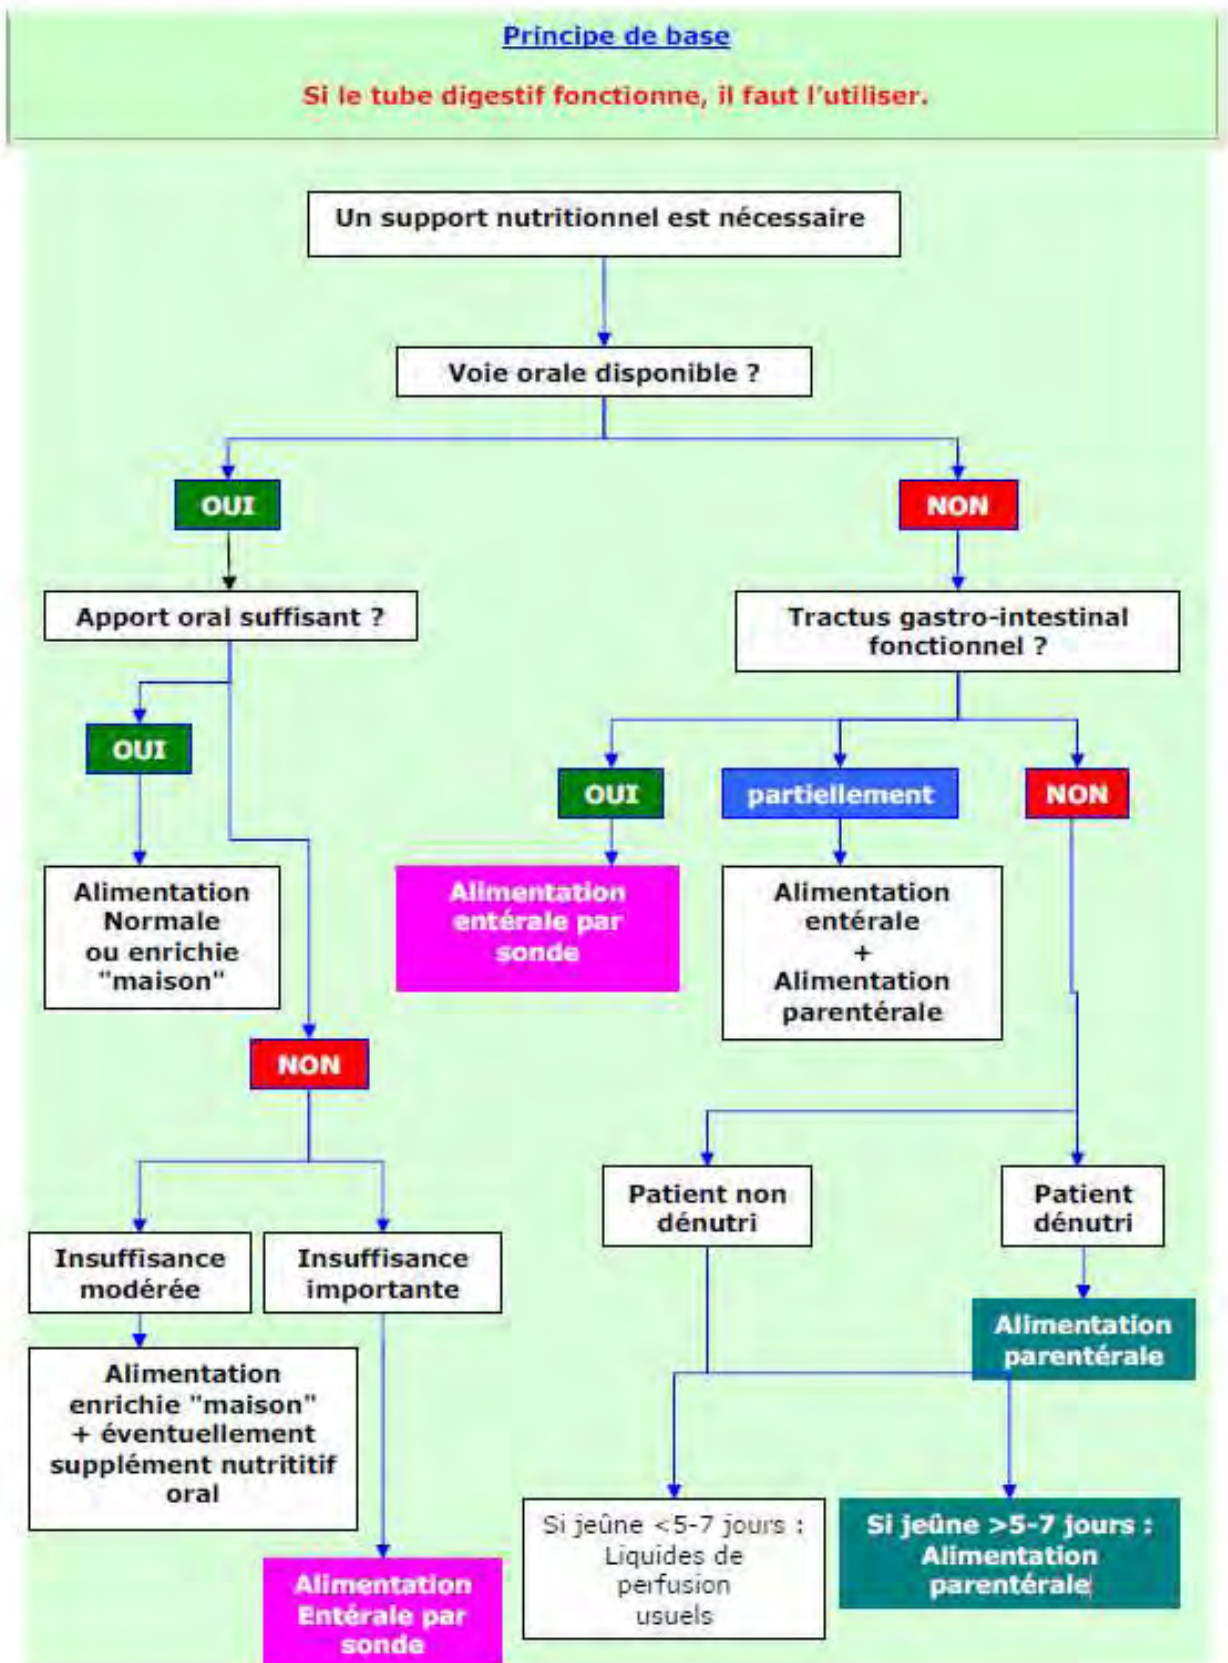 Principe de base
Si le tube digestif fonctionne, il faut l'utiliser.
Un support nutritionnel est nécessaire
Voie orale disponible ?
OUI
NON
Apport oral suffisant ?
Tractus gastro-intestinal
fonctionnel ?
OUI
OUI
partiellement
NON
Alimentation
Normale
ou enrichie
"maison"
Alimentation
entérale par
sonde
Alimentation
entérale
+
Alimentation
parentérale
NON
Patient non
dénutri
Patient
dénutri
Insuffisance
modérée
Insuffisance
importante
Alimentation
parentérale
Alimentation
enrichie "maison"
+ éventuellement
supplément nutrititif
oral
Si jeûne <5-7 jours :
Liquides de
perfusion
usuels
Si jeûne >5-7 jours :
Alimentation
parentérale
Alimentation
Entérale par
sonde